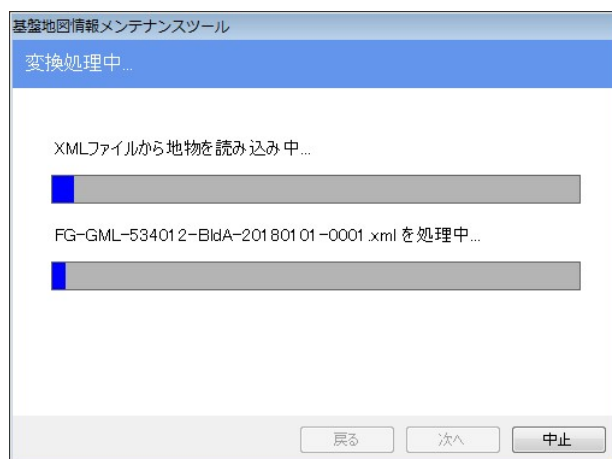 基盤地図情報メンテナンスツール
変換処理中...
XMLファイルから地物を読み込み中...
FG-GML-534012-BldA-20180101-0001.xml を処理中...
戻る 次へ 中止